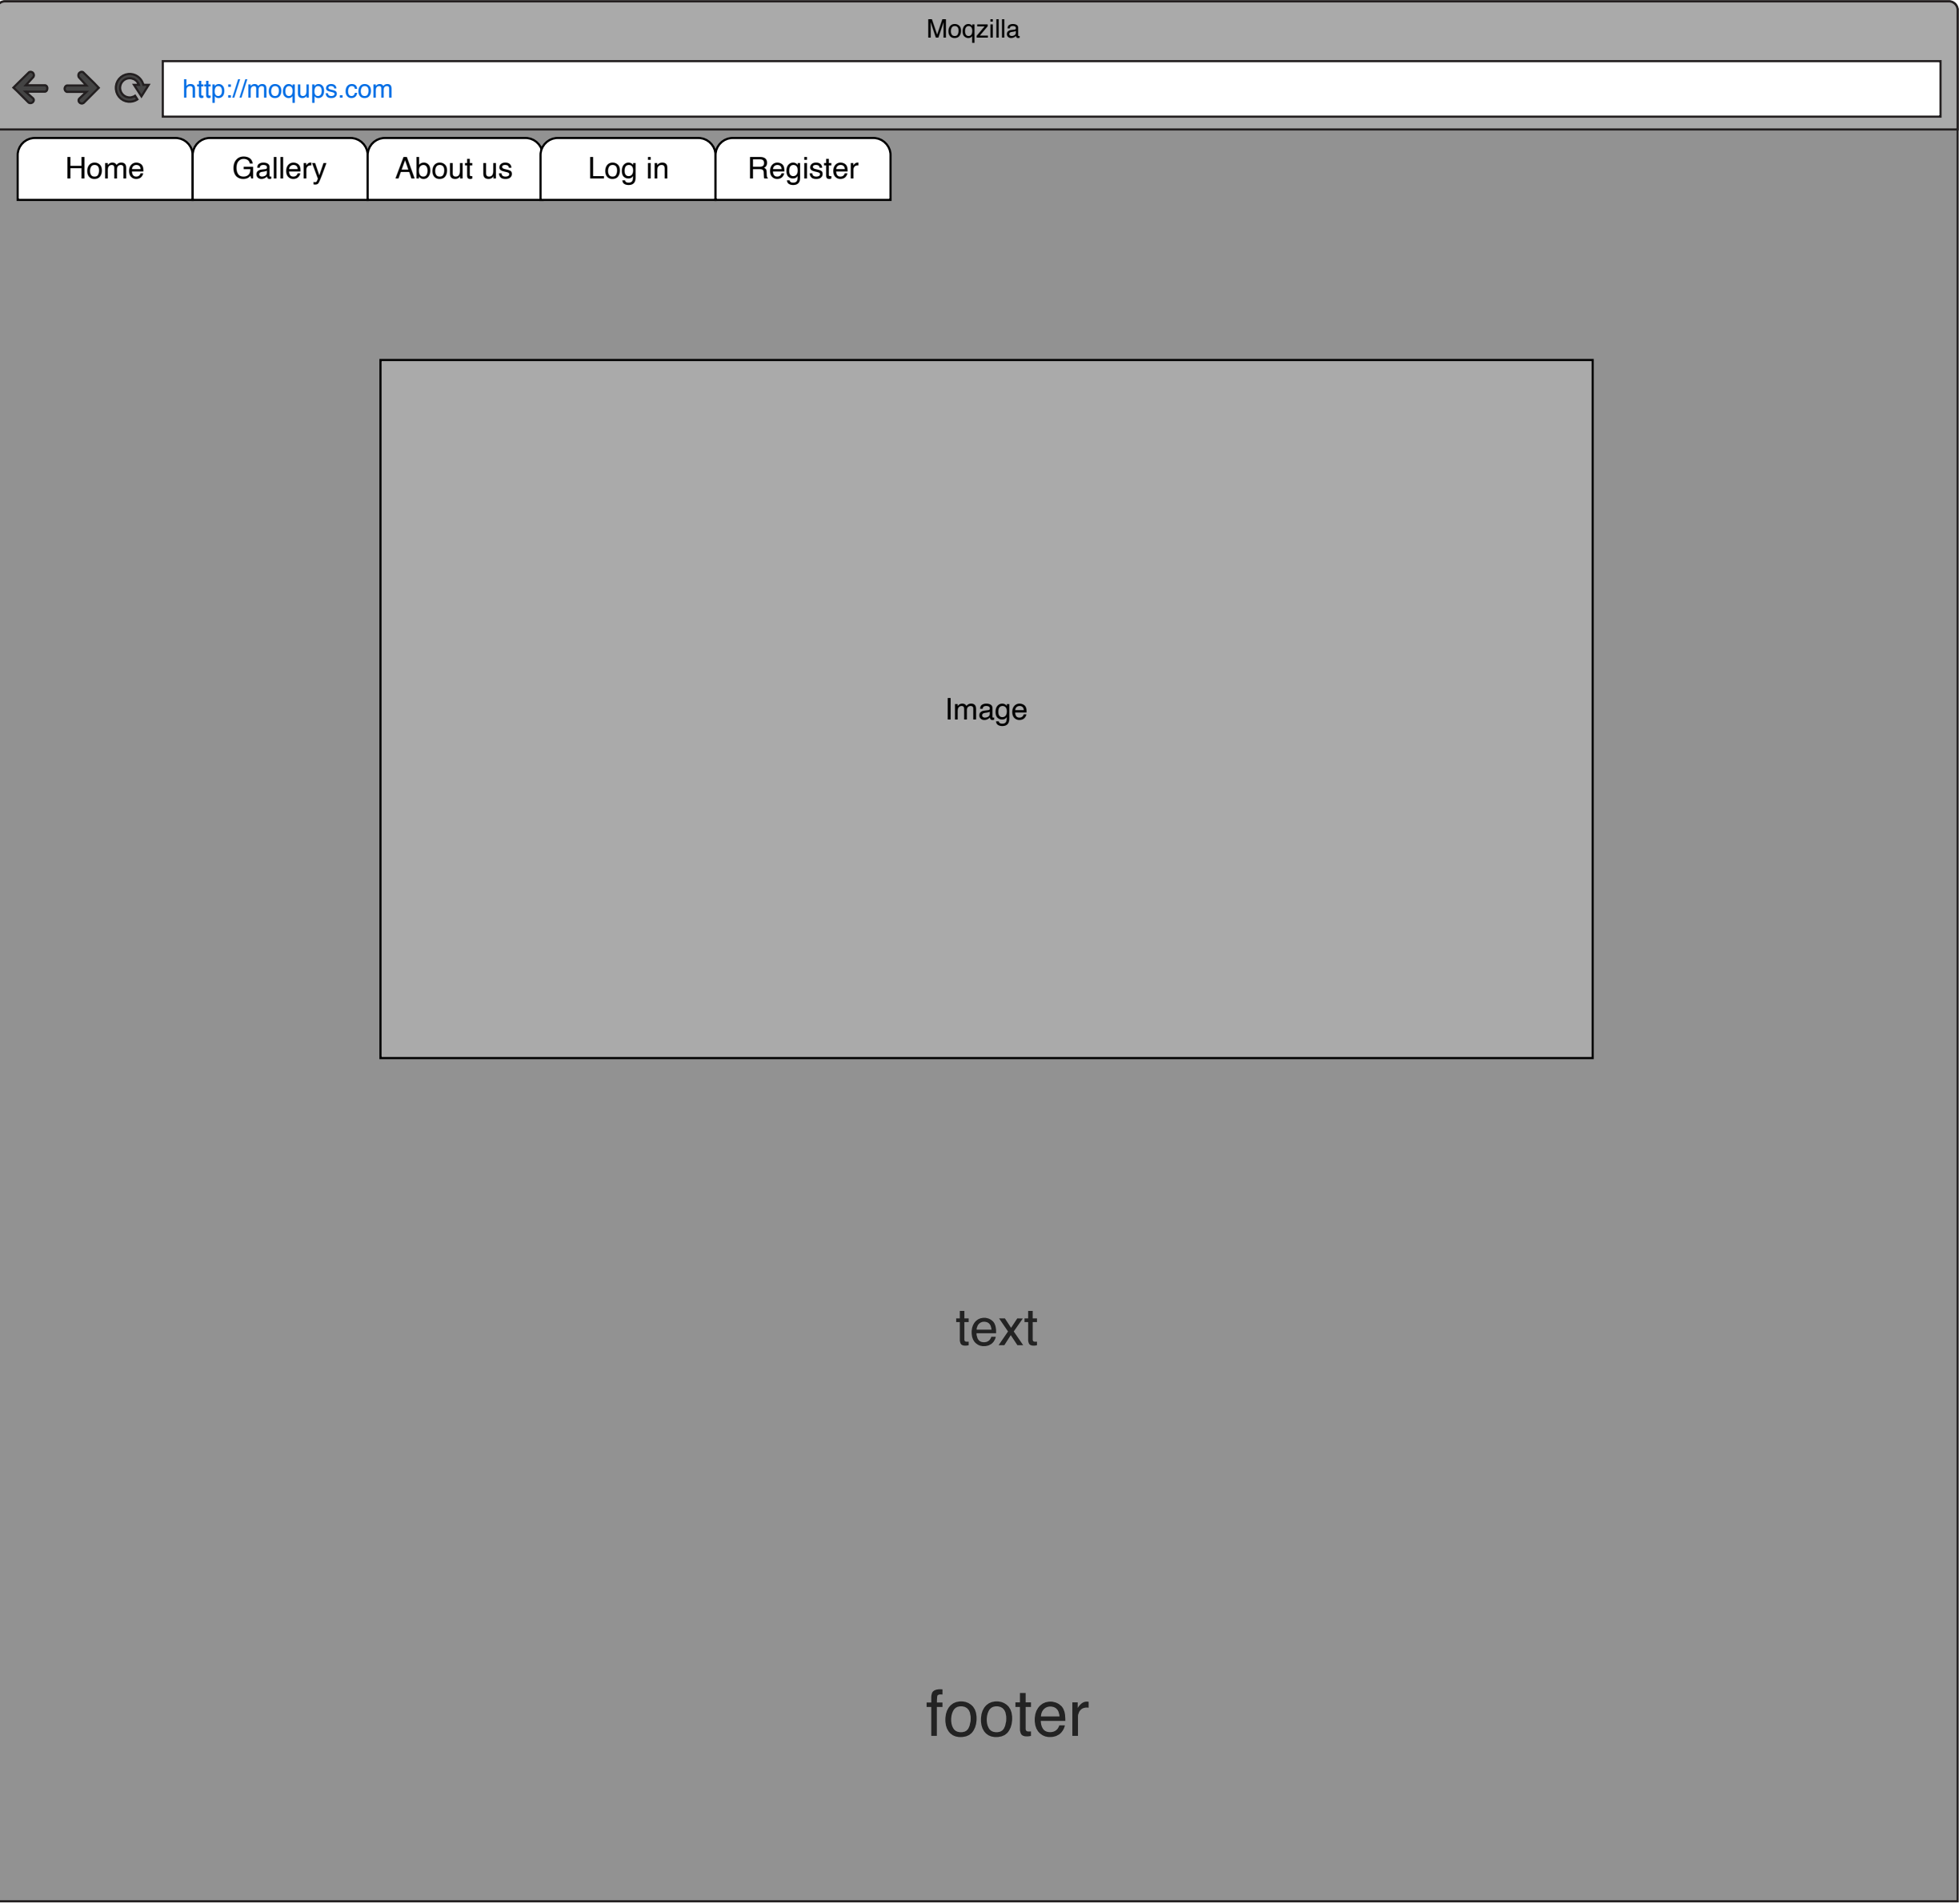 Moqzilla
http://moqups.com
Home Gallery About us Log in Register
Image
text
footer